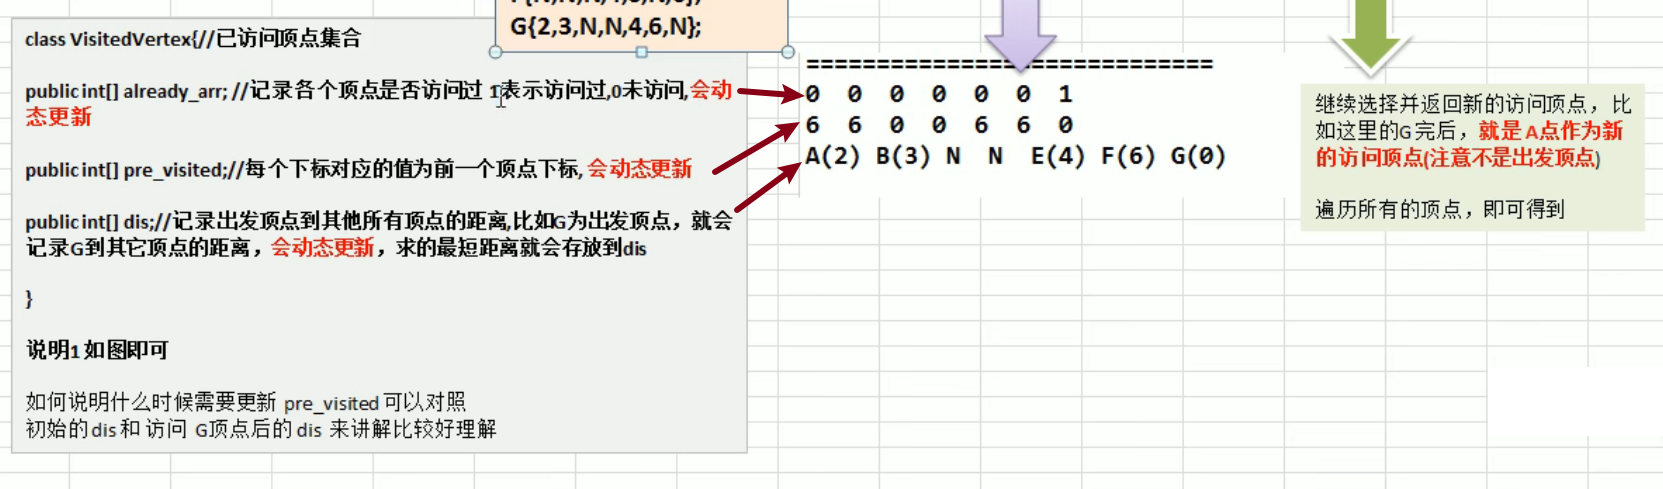 G{2,3,N,N,4,6,N};
class VisitedVertex{//已访问顶点集合
public int[] already_arr; //记录各个顶点是否访问过 1表示访问过,0未访问,会动
态更新
public int[] pre_visited;//每个下标对应的值为前一个顶点下标, 会动态更新
public int[] dis;//记录出发顶点到其他所有顶点的距离,比如G为出发顶点，就会
记录G到其它顶点的距离，会动态更新，求的最短距离就会存放到dis
}
说明1 如图即可
如何说明什么时候需要更新 pre_visited 可以对照
初始的 dis 和 访问 G顶点后的 dis 来讲解比较好理解
=============================
0 0 0 0 0 0 1
6 6 0 0 6 6 0
A(2) B(3) N N E(4) F(6) G(0)
继续选择并返回新的访问顶点，比
如这里的G 完后，就是 A点作为新
的访问顶点(注意不是出发顶点)
遍历所有的顶点，即可得到